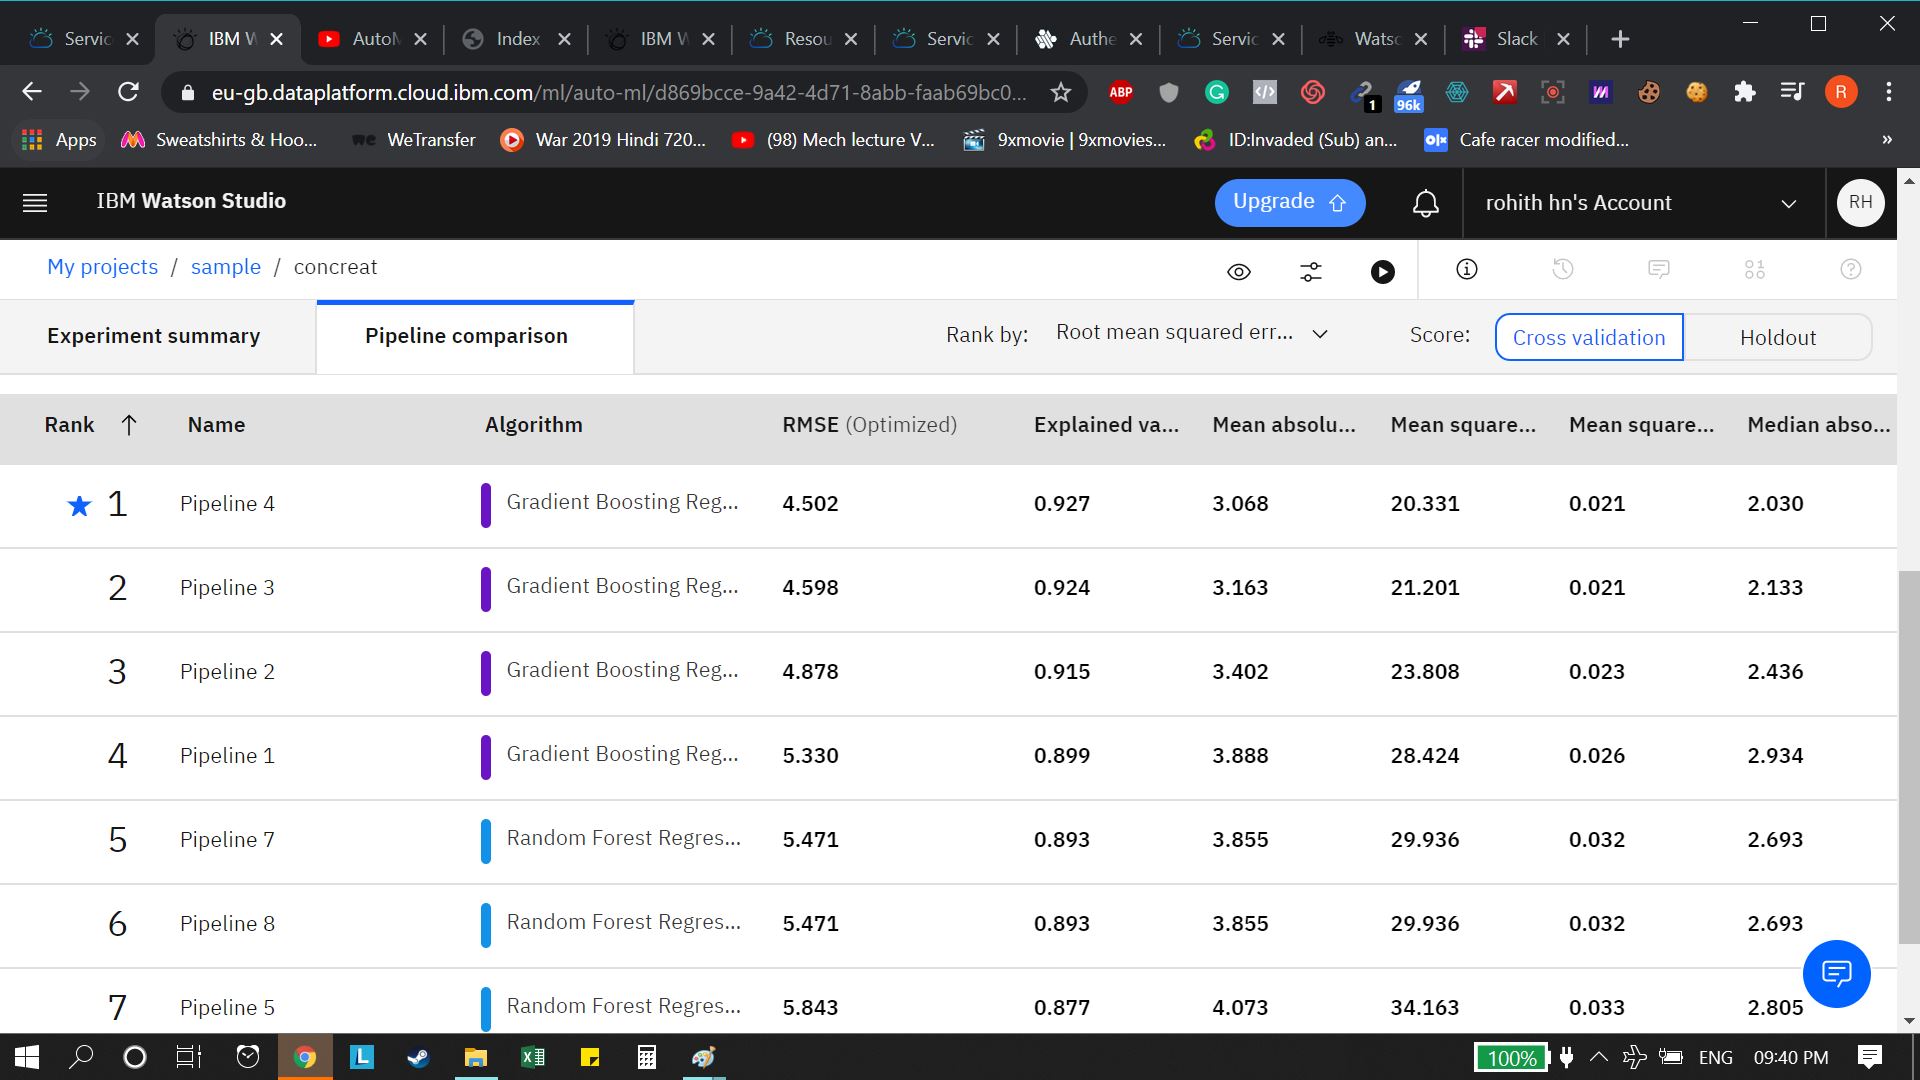 Servic
IBM W
AutoM
Index
IBM W
Resou
Servic
Authe
Servic
Watso
Slack
eu-gb.dataplatform.cloud.ibm.com/ml/auto-ml/d869bcce-9a42-4d71-8abb-faab69bc0...
ABP
1
96k
R
Apps
Sweatshirts & Hoo...
we WeTransfer
War 2019 Hindi 720...
(98) Mech lecture V...
9xmovie | 9xmovies...
ID:Invaded (Sub) an...
olx Cafe racer modified...
»
IBM Watson Studio
Upgrade
rohith hn's Account
RH
My projects / sample / concreat
Experiment summary
Pipeline comparison
Rank by: Root mean squared err...
Score: Cross validation Holdout
Rank Name Algorithm RMSE (Optimized) Explained va... Mean absolu... Mean square... Mean square... Median abso...
1 Pipeline 4 Gradient Boosting Reg... 4.502 0.927 3.068 20.331 0.021 2.030
2 Pipeline 3 Gradient Boosting Reg... 4.598 0.924 3.163 21.201 0.021 2.133
3 Pipeline 2 Gradient Boosting Reg... 4.878 0.915 3.402 23.808 0.023 2.436
4 Pipeline 1 Gradient Boosting Reg... 5.330 0.899 3.888 28.424 0.026 2.934
5 Pipeline 7 Random Forest Regres... 5.471 0.893 3.855 29.936 0.032 2.693
6 Pipeline 8 Random Forest Regres... 5.471 0.893 3.855 29.936 0.032 2.693
7 Pipeline 5 Random Forest Regres... 5.843 0.877 4.073 34.163 0.033 2.805
L
100%
ENG
09:40 PM